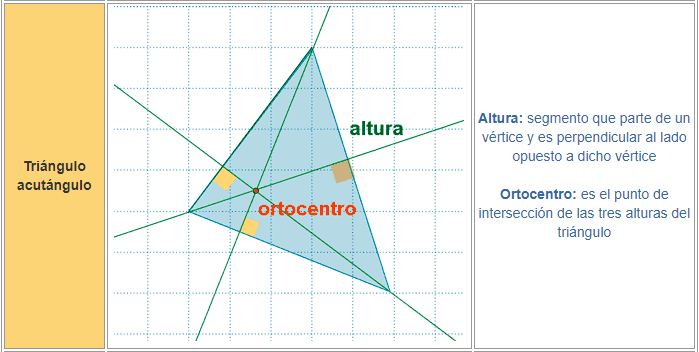 Triángulo
acutángulo
altura
ortocentro
Altura: segmento que parte de un
vértice y es perpendicular al lado
opuesto a dicho vértice
Ortocentro: es el punto de
intersección de las tres alturas del
triángulo